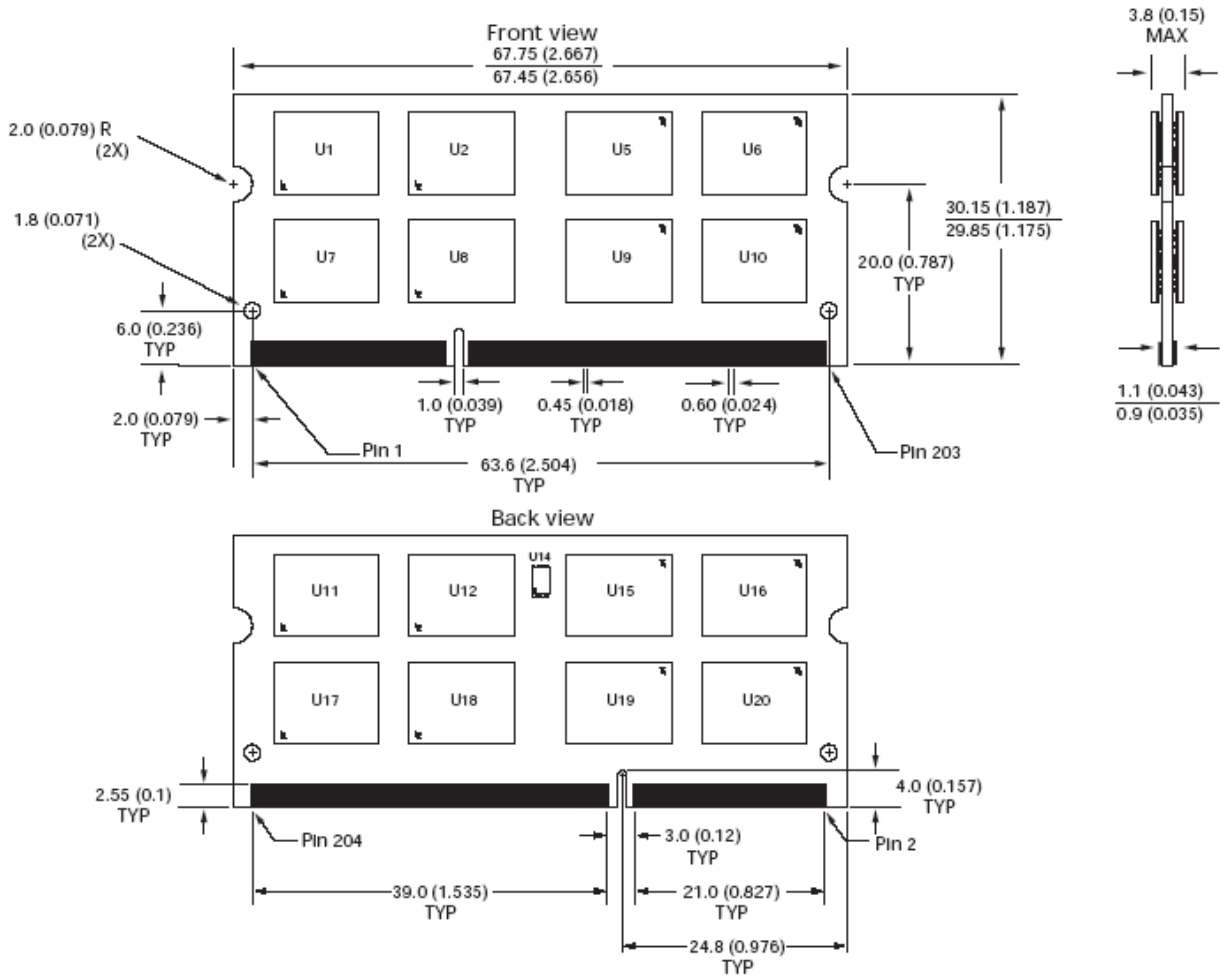 Front view
67.75 (2.667)
67.45 (2.656)
3.8 (0.15)
MAX
2.0 (0.079) R
(2X)
U1
U2
U5
U6
1.8 (0.071)
(2X)
U7
U8
U9
U10
20.0 (0.787)
TYP
30.15 (1.187)
29.85 (1.175)
6.0 (0.236)
TYP
2.0 (0.079)
TYP
1.0 (0.039)
TYP
0.45 (0.018)
TYP
0.60 (0.024)
TYP
1.1 (0.043)
0.9 (0.035)
Pin 1
Pin 203
63.6 (2.504)
TYP
Back view
U11
U12
U14
U15
U16
U17
U18
U19
U20
2.55 (0.1)
TYP
4.0 (0.157)
TYP
Pin 204
3.0 (0.12)
TYP
Pin 2
39.0 (1.535)
TYP
21.0 (0.827)
TYP
24.8 (0.976)
TYP